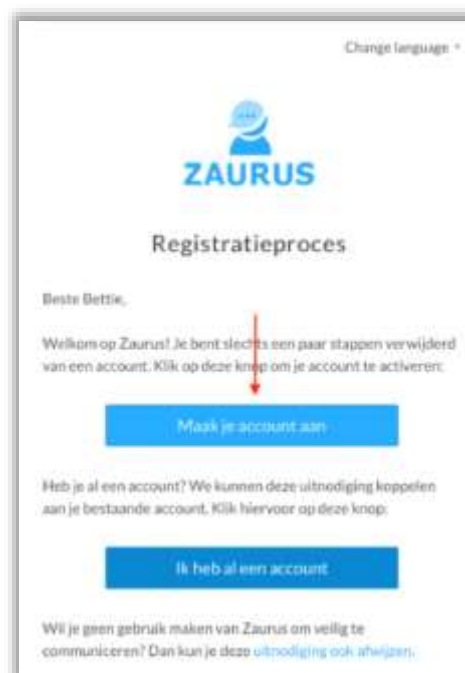 Change language
ZAURUS
Registratieproces
Beste Bettie,
Welkom op Zaurus! Je bent slechts een paar stappen verwijderd
van een account. Klik op deze knop om je account te activeren:
Maak je account aan
Heb je al een account? We kunnen deze uitnodiging koppelen
aan je bestaande account. Klik hiervoor op deze knop:
Ik heb al een account
Wil je geen gebruik maken van Zaurus om veilig te
communiceren? Dan kun je deze uitnodiging ook afwijzen.